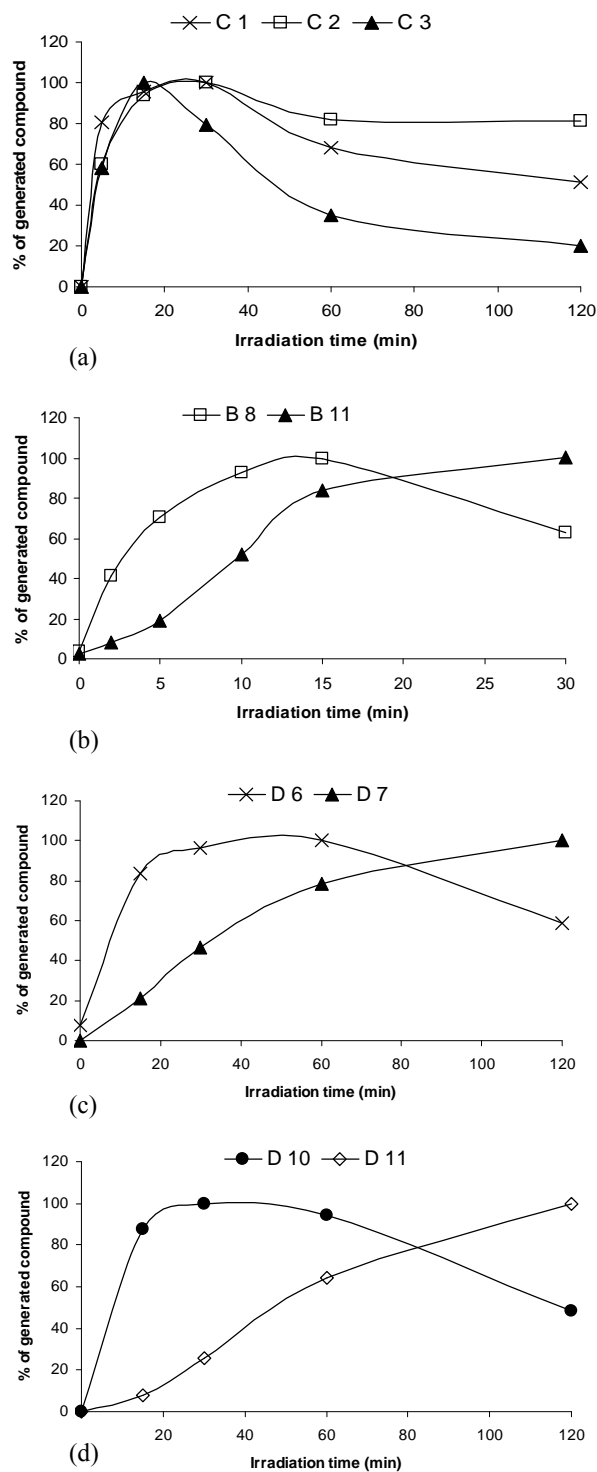 C 1 C 2 C 3
120
100
80
60
40
20
0
% of generated compound
0 20 40 60 80 100 120
Irradiation time (min)
(a)
B 8 B 11
120
100
80
60
40
20
0
% of generated compound
0 5 10 15 20 25 30
Irradiation time (min)
(b)
D 6 D 7
120
100
80
60
40
20
0
% of generated compound
0 20 40 60 80 100 120
Irradiation time (min)
(c)
D 10 D 11
120
100
80
60
40
20
0
% of generated compound
0 20 40 60 80 100 120
Irradiation time (min)
(d)